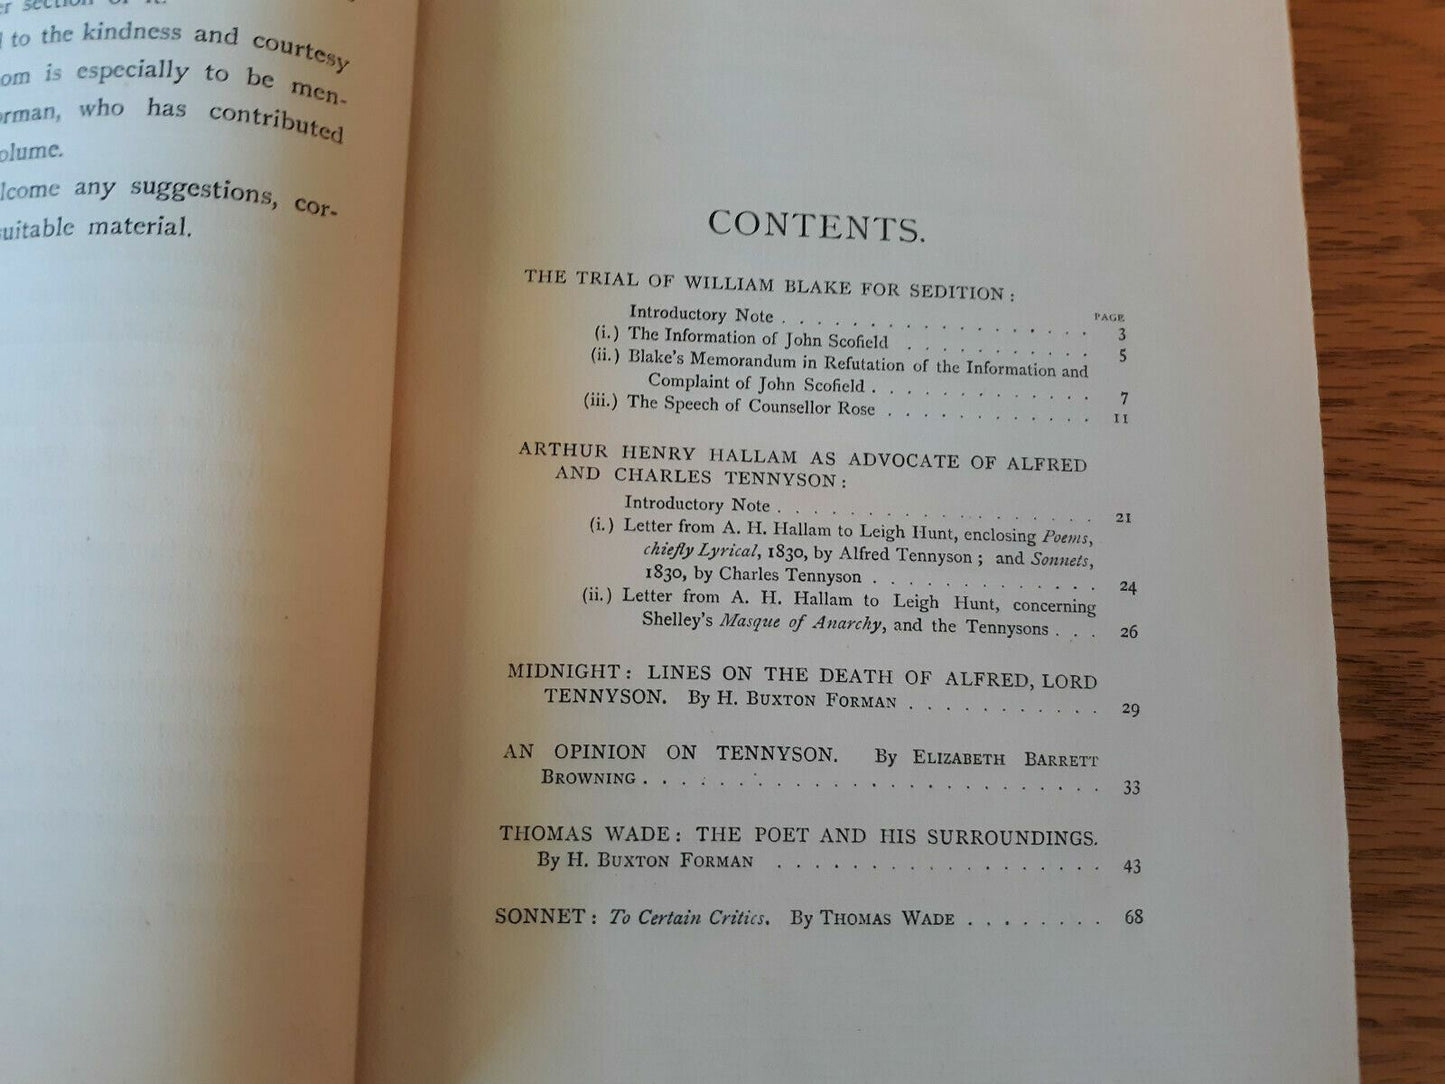 section of it.
to the kindness and courtesy
is especially to be men-
who has contributed
any suggestions, cor-
material.
CONTENTS.
THE TRIAL OF WILLIAM BLAKE FOR SEDITION :
PAGE
Introductory Note . . . . . . . . . . . . . . . . . 3
(i.) The Information of John Scofield . . . . . . . . . . . 5
(ii.) Blake's Memorandum in Refutation of the Information and
Complaint of John Scofield . . . . . . . . . . . . 7
(iii.) The Speech of Counsellor Rose . . . . . . . . . . . . 11
ARTHUR HENRY HALLAM AS ADVOCATE OF ALFRED
AND CHARLES TENNYSON :
Introductory Note . . . . . . . . . . . . . . . . . 21
(i.) Letter from A. H. Hallam to Leigh Hunt, enclosing Poems,
chiefly Lyrical, 1830, by Alfred Tennyson ; and Sonnets,
1830, by Charles Tennyson . . . . . . . . . . . . 24
(ii.) Letter from A. H. Hallam to Leigh Hunt, concerning
Shelley's Masque of Anarchy, and the Tennysons . . . 26
MIDNIGHT : LINES ON THE DEATH OF ALFRED, LORD
TENNYSON. By H. BUXTON FORMAN . . . . . . . . . . . 29
AN OPINION ON TENNYSON. By ELIZABETH BARRETT
BROWNING . . . . . . . . . . . . . . . . . . . . . . . 33
THOMAS WADE : THE POET AND HIS SURROUNDINGS.
By H. BUXTON FORMAN . . . . . . . . . . . . . . . . . 43
SONNET : To Certain Critics. By THOMAS WADE . . . . . . . . 68